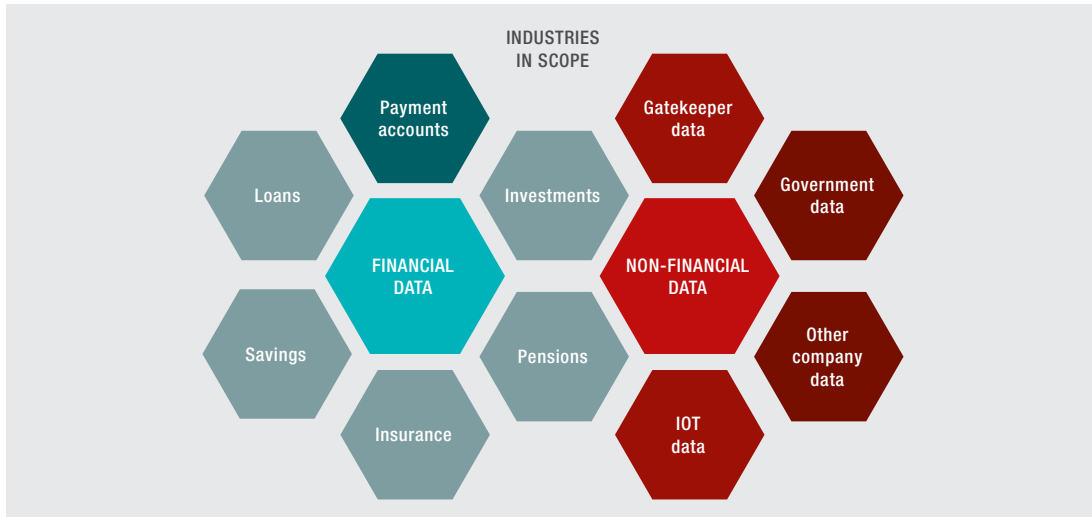 INDUSTRIES
IN SCOPE
Payment
accounts
Gatekeeper
data
Loans
Investments
Government
data
FINANCIAL
DATA
NON-FINANCIAL
DATA
Savings
Pensions
Other
company
data
Insurance
IOT
data